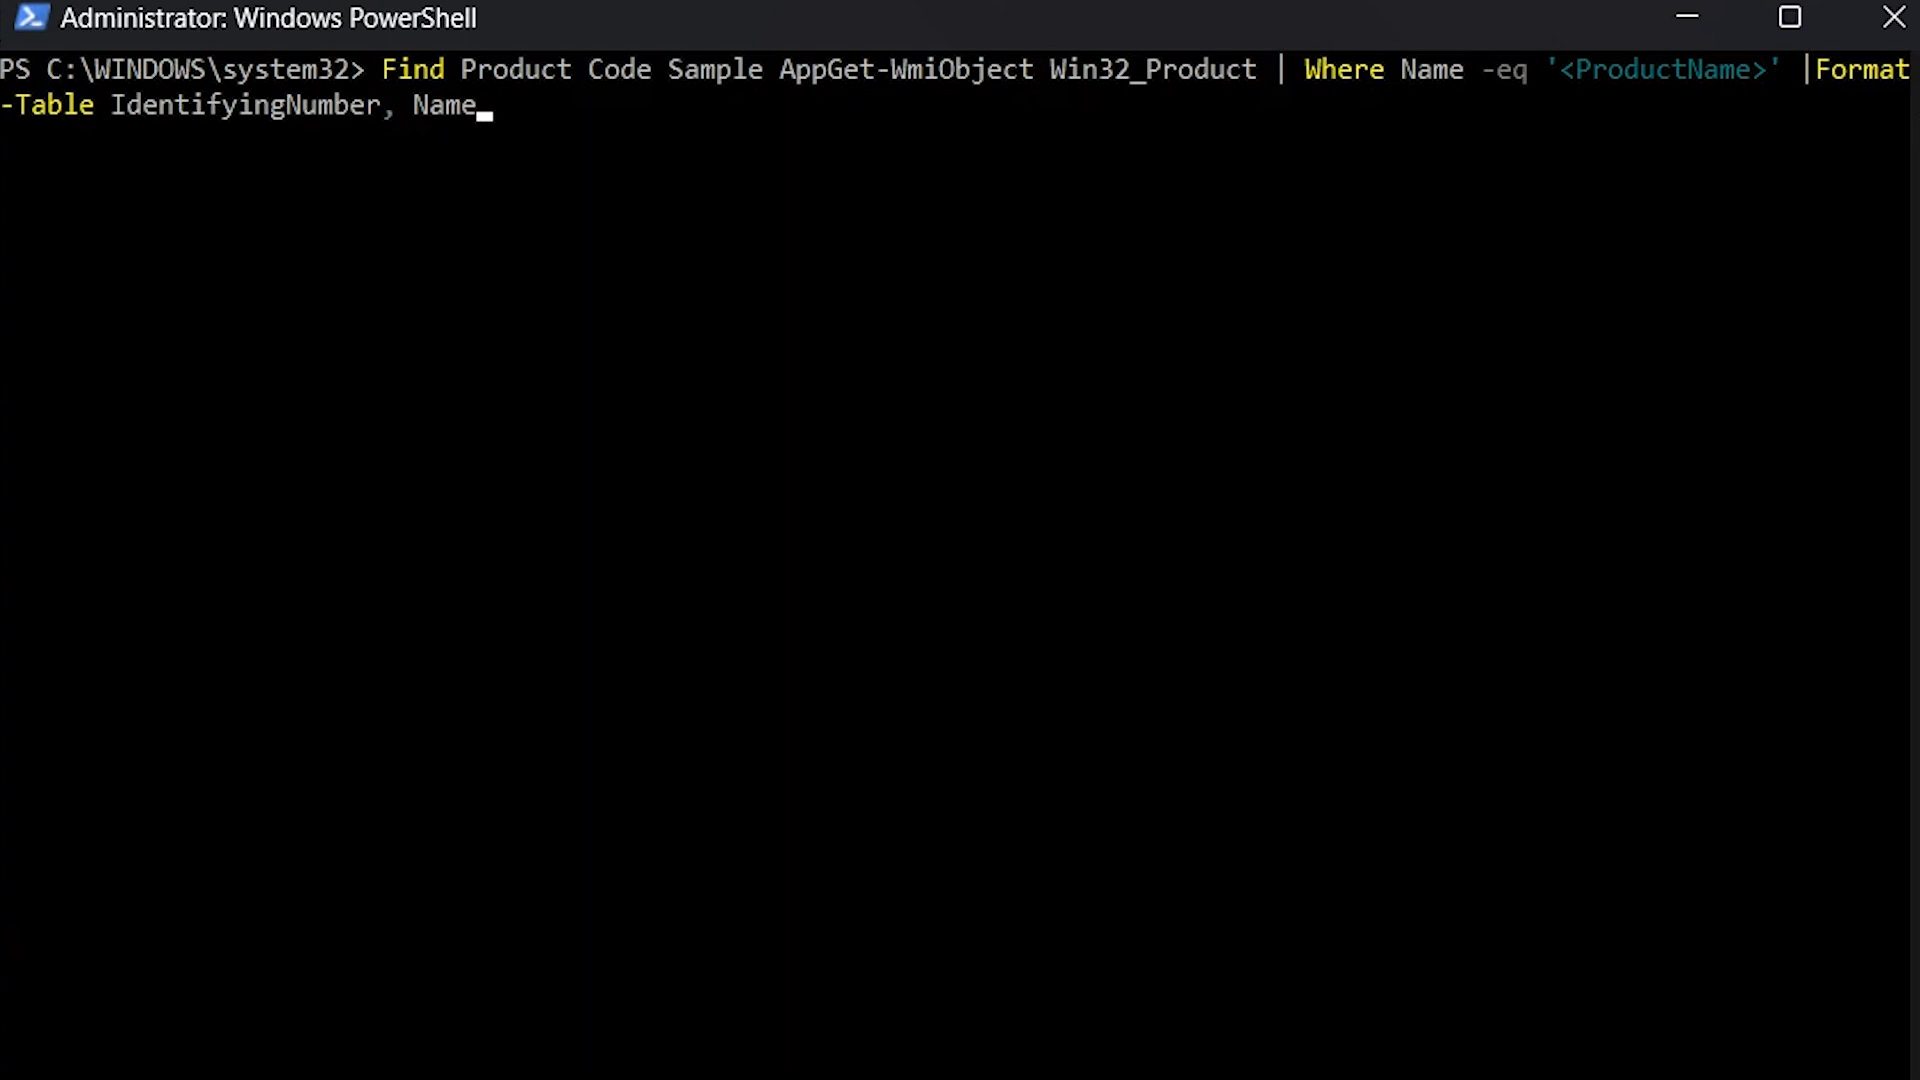 Administrator: Windows PowerShell
PS C:\WINDOWS\system32> Find Product Code Sample AppGet-WmiObject Win32_Product | Where Name -eq '<ProductName>' |Format
-Table IdentifyingNumber, Name